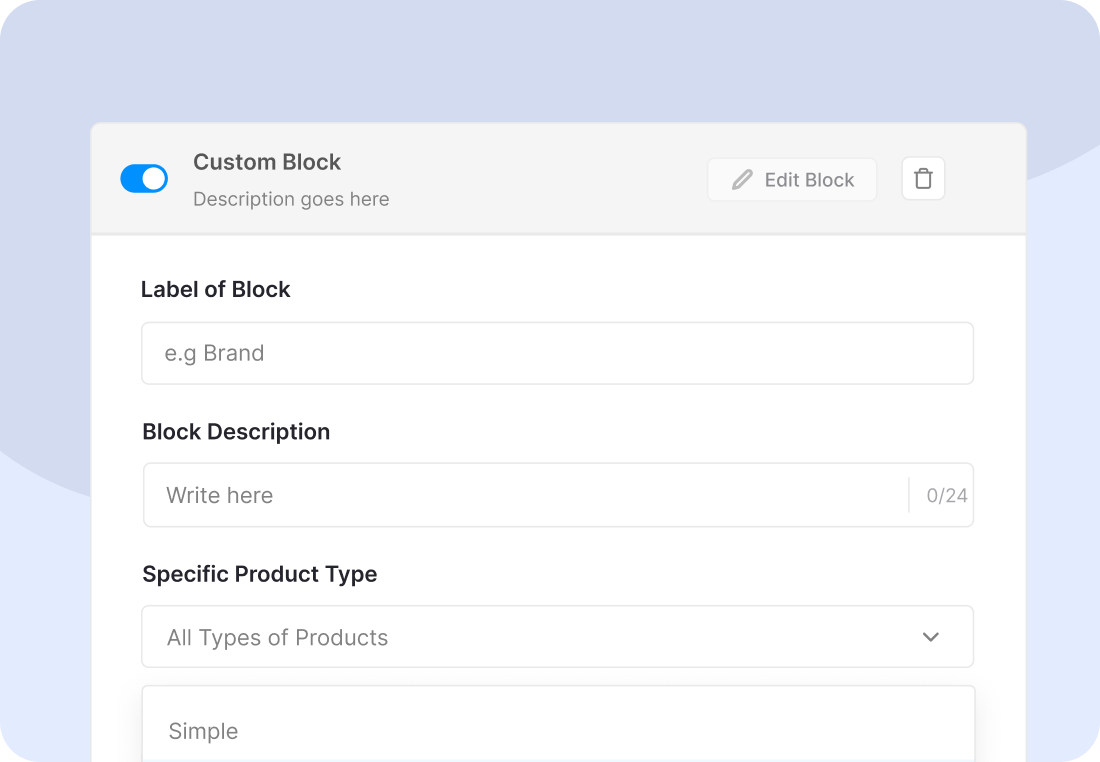 Custom Block
Description goes here
Edit Block
Label of Block
e.g Brand
Block Description
Write here
0/24
Specific Product Type
All Types of Products
Simple